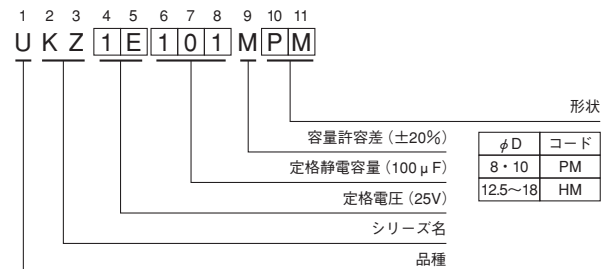 1 2 3 4 5 6 7 8 9 10 11
U K Z 1 E 1 0 1 M P M
形状
容量許容差(±20%)
定格静電容量(100μF)
定格電圧(25V)
シリーズ名
品種
φD コード
8・10 PM
12.5~18 HM